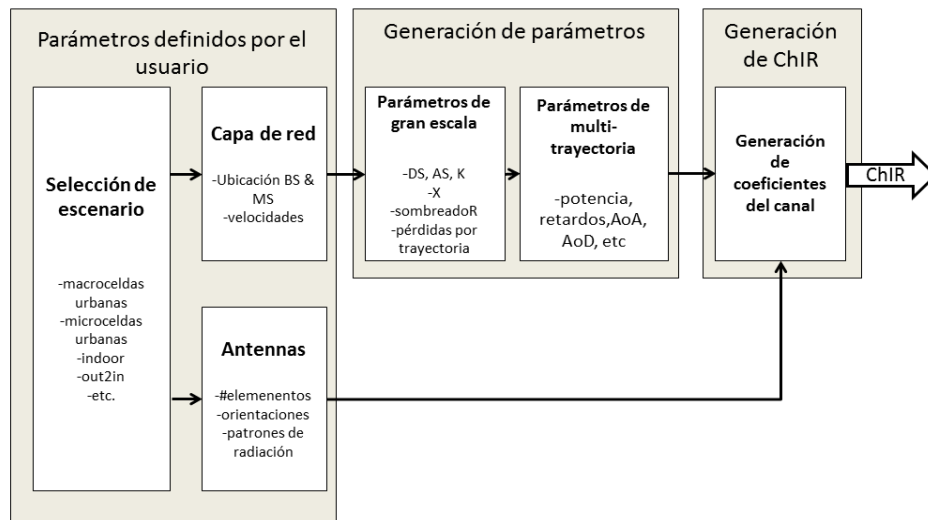 Parámetros definidos por el
usuario
Selección de
escenario
-macroceldas
urbanas
-microceldas
urbanas
-indoor
-out2in
-etc.
Capa de red
-Ubicación BS &
MS
-velocidades
Antennas
-#elemenentos
-orientaciones
-patrones de
radiación
Generación de parámetros
Parámetros de
gran escala
-DS, AS, K
-X
-sombreadoR
-pérdidas por
trayectoria
Parámetros de
multi-
trayectoria
-potencia,
retardos,AoA,
AoD, etc
Generación
de ChIR
Generación
de
coeficientes
del canal
ChIR